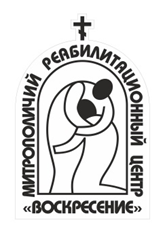 МИТРОПОЛИЧИЙ РЕАБИЛИТАЦИОННЫЙ ЦЕНТР
«ВОСКРЕСЕНИЕ»